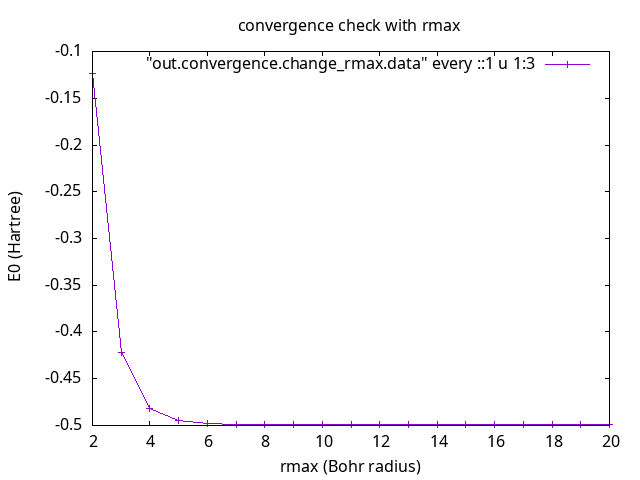 convergence check with rmax
"out.convergence.change_rmax.data" every ::1 u 1:3
-0.1
-0.15
-0.2
-0.25
-0.3
-0.35
-0.4
-0.45
-0.5
E0 (Hartree)
2 4 6 8 10 12 14 16 18 20
rmax (Bohr radius)